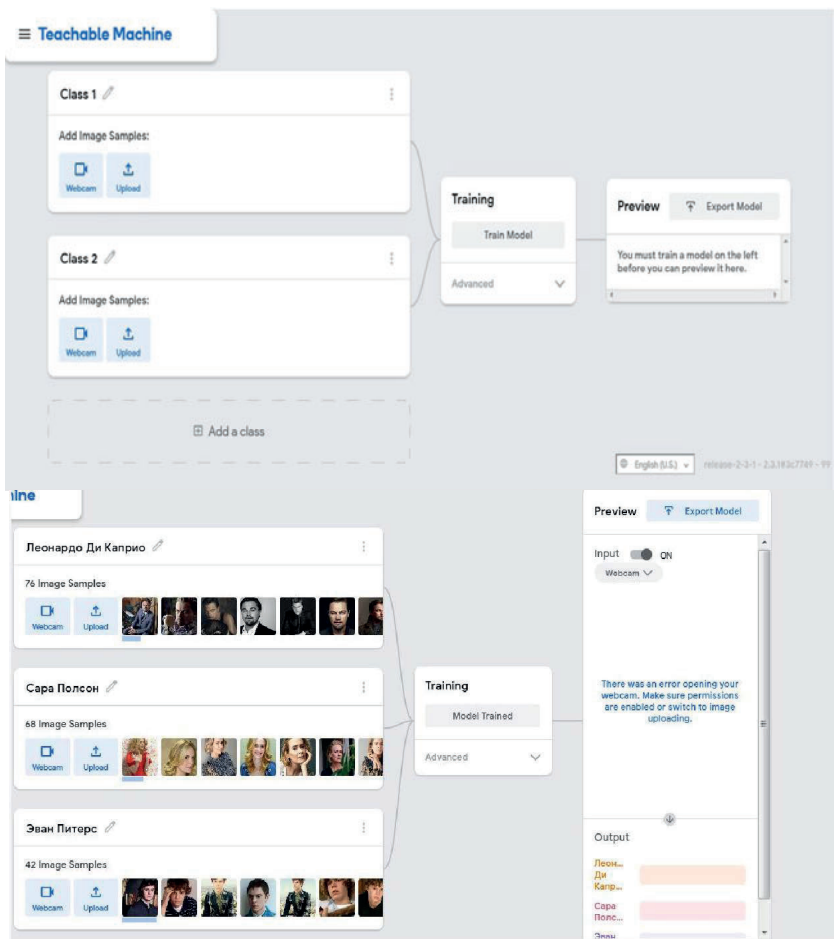 Teachable Machine
Class 1
Add Image Samples:
Webcam
Upload
Class 2
Add Image Samples:
Webcam
Upload
Add a class
Training
Train Model
Advanced
Preview
Export Model
You must train a model on the left
before you can preview it here.
English (U.S.)
hine
Леонардо Ди Каприо
76 Image Samples
Webcam
Upload
Сара Полсон
68 Image Samples
Webcam
Upload
Эван Питерс
42 Image Samples
Webcam
Upload
Training
Model Trained
Advanced
Preview
Export Model
Input
ON
Webcam
There was an error opening your
webcam. Make sure permissions
are enabled or switch to image
uploading.
Output
Леон...
Ди
Капр...
Сара
Полс...
Эван